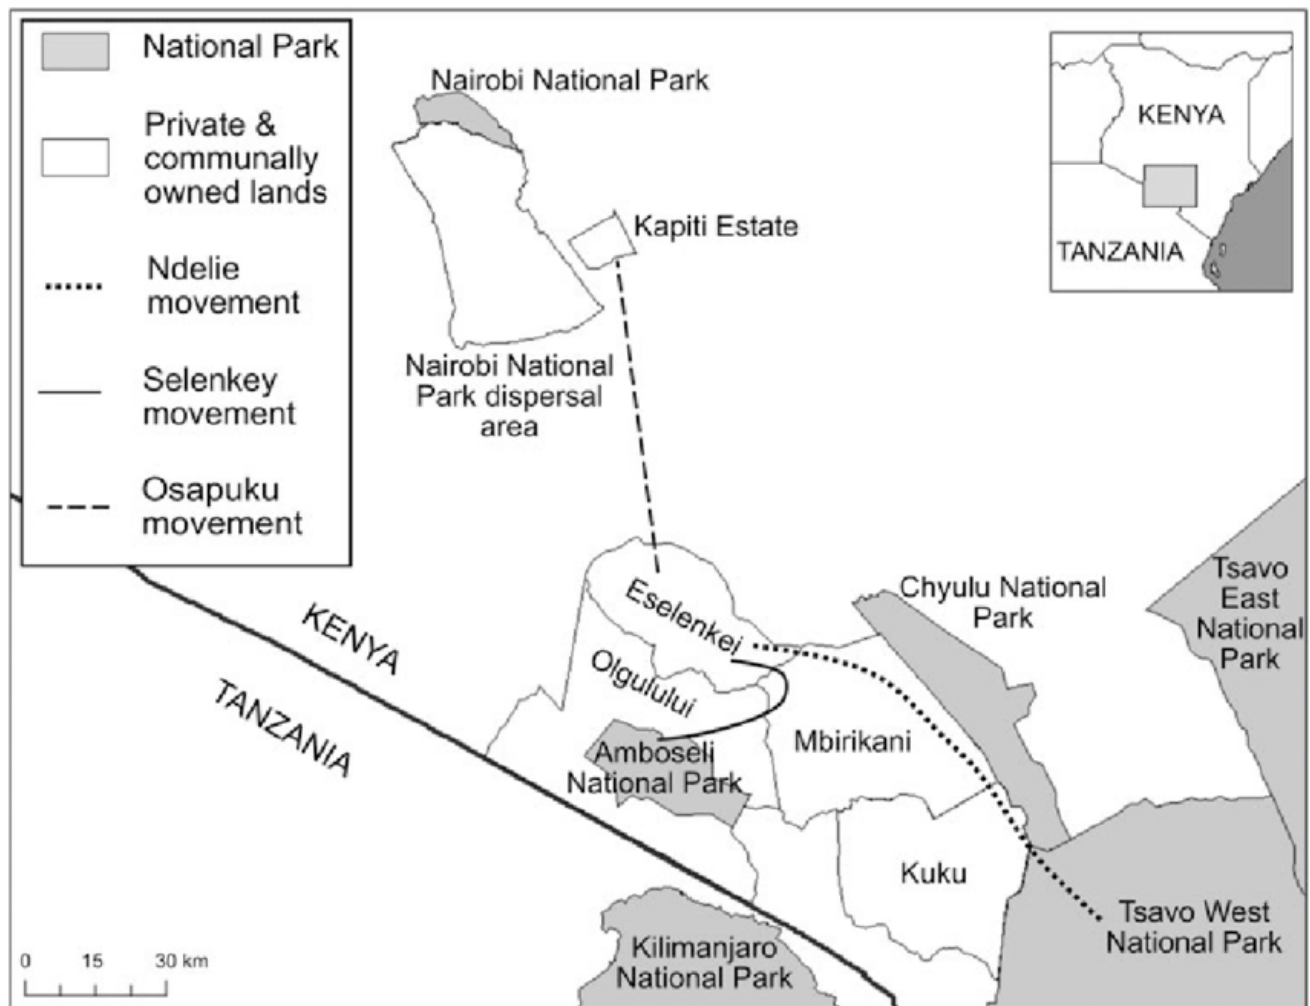 National Park
Private &
communally
owned lands
Ndelie
movement
Selenkey
movement
Osapuku
movement
Nairobi National Park
Kapiti Estate
Nairobi National
Park dispersal
area
KENYA
TANZANIA
Eselenkei
Olgulului
Amboseli
National Park
Mbirikani
Chyulu National
Park
Tsavo
East
National
Park
KENYA
TANZANIA
Kuku
Tsavo West
National Park
Kilimanjaro
National Park
0 15 30 km